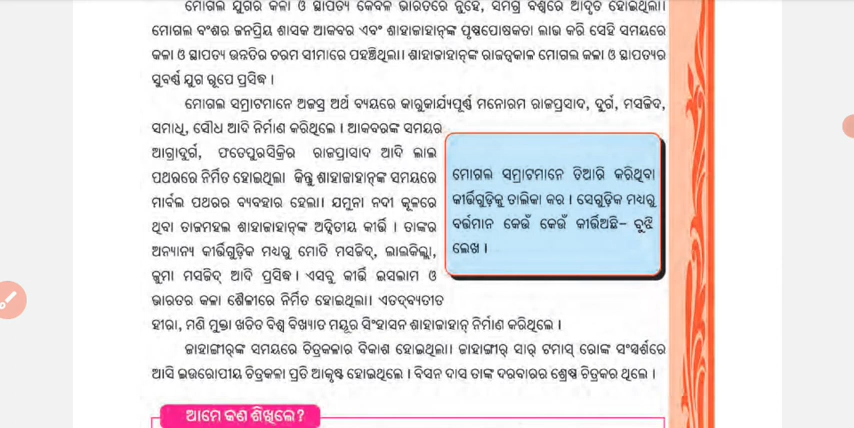 ମୋଗଲ ଯୁଗର କଳା ଓ ସ୍ଥାପତ୍ୟ କେବଳ ଭାରତରେ ନୁହେଁ, ସମଗ୍ର ବିଶ୍ୱରେ ଆଦୃତ ହୋଇଥିଲା।
ମୋଗଲ ବଂଶର ଜନପ୍ରିୟ ଶାସକ ଆକବର ଏବଂ ଶାହାଜାହାନ୍‌ଙ୍କ ପୃଷ୍ଠପୋଷକତା ଲାଭ କରି ସେହି ସମୟରେ
କଳା ଓ ସ୍ଥାପତ୍ୟ ଉନ୍ନତିର ଚରମ ସୀମାରେ ପହଞ୍ଚିଥିଲା। ଶାହାଜାହାନ୍‌ଙ୍କ ରାଜତ୍ୱକାଳ ମୋଗଲ କଳା ଓ ସ୍ଥାପତ୍ୟର
ସୁବର୍ଣ୍ଣ ଯୁଗ ରୂପେ ପ୍ରସିଦ୍ଧ ।
ମୋଗଲ ସମ୍ରାଟମାନେ ଅଜସ୍ର ଅର୍ଥ ବ୍ୟୟରେ କାରୁକାର୍ଯ୍ୟପୂର୍ଣ୍ଣ ମନୋରମ ରାଜପ୍ରସାଦ, ଦୁର୍ଗ, ମସଜିଦ,
ସମାଧି, ସୌଧ ଆଦି ନିର୍ମାଣ କରିଥିଲେ । ଆକବରଙ୍କ ସମୟର
ଆଗ୍ରାଦୁର୍ଗ, ଫତେପୁରସିକ୍ରିର ରାଜପ୍ରାସାଦ ଆଦି ଲାଲ
ପଥରରେ ନିର୍ମିତ ହୋଇଥିଲା କିନ୍ତୁ ଶାହାଜାହାନ୍‌ଙ୍କ ସମୟରେ
ମାର୍ବଲ ପଥରର ବ୍ୟବହାର ହେଲା। ଯମୁନା ନଦୀ କୂଳରେ
ଥିବା ତାଜମହଲ ଶାହାଜାହାନ୍‌ଙ୍କ ଅଦ୍ୱିତୀୟ କୀର୍ତ୍ତି । ତାଙ୍କର
ଅନ୍ୟାନ୍ୟ କୀର୍ତ୍ତିଗୁଡ଼ିକ ମଧ୍ୟରୁ ମୋତି ମସଜିଦ୍, ଲାଲକିଲ୍ଲା,
ଜୁମା ମସଜିଦ୍ ଆଦି ପ୍ରସିଦ୍ଧ । ଏସବୁ କୀର୍ତ୍ତି ଇସଲାମ ଓ
ଭାରତର କଳା ଶୈଳୀରେ ନିର୍ମିତ ହୋଇଥିଲା। ଏତଦ୍‌ବ୍ୟତୀତ
ହୀରା, ମଣି ମୁକ୍ତା ଖଚିତ ବିଶ୍ୱ ବିଖ୍ୟାତ ମୟୂର ସିଂହାସନ ଶାହାଜାହାନ୍ ନିର୍ମାଣ କରିଥିଲେ ।
ଜାହାଙ୍ଗୀର୍‌ଙ୍କ ସମୟରେ ଚିତ୍ରକଳାର ବିକାଶ ହୋଇଥିଲା। ଜାହାଙ୍ଗୀର୍ ସାର୍ ଟମାସ୍ ରୋଙ୍କ ସଂସ୍ପର୍ଶରେ
ଆସି ଇଉରୋପୀୟ ଚିତ୍ରକଳା ପ୍ରତି ଆକୃଷ୍ଟ ହୋଇଥିଲେ । ବିସନ ଦାସ ତାଙ୍କ ଦରବାରର ଶ୍ରେଷ୍ଠ ଚିତ୍ରକର ଥିଲେ ।
ମୋଗଲ ସମ୍ରାଟମାନେ ତିଆରି କରିଥିବା
କୀର୍ତ୍ତିଗୁଡ଼ିକୁ ତାଲିକା କର । ସେଗୁଡ଼ିକ ମଧ୍ୟରୁ
ବର୍ତ୍ତମାନ କେଉଁ କେଉଁ କୀର୍ତ୍ତିଅଛି– ବୁଝି
ଲେଖ ।
ଆମେ କଣ ଶିଖିଲେ?